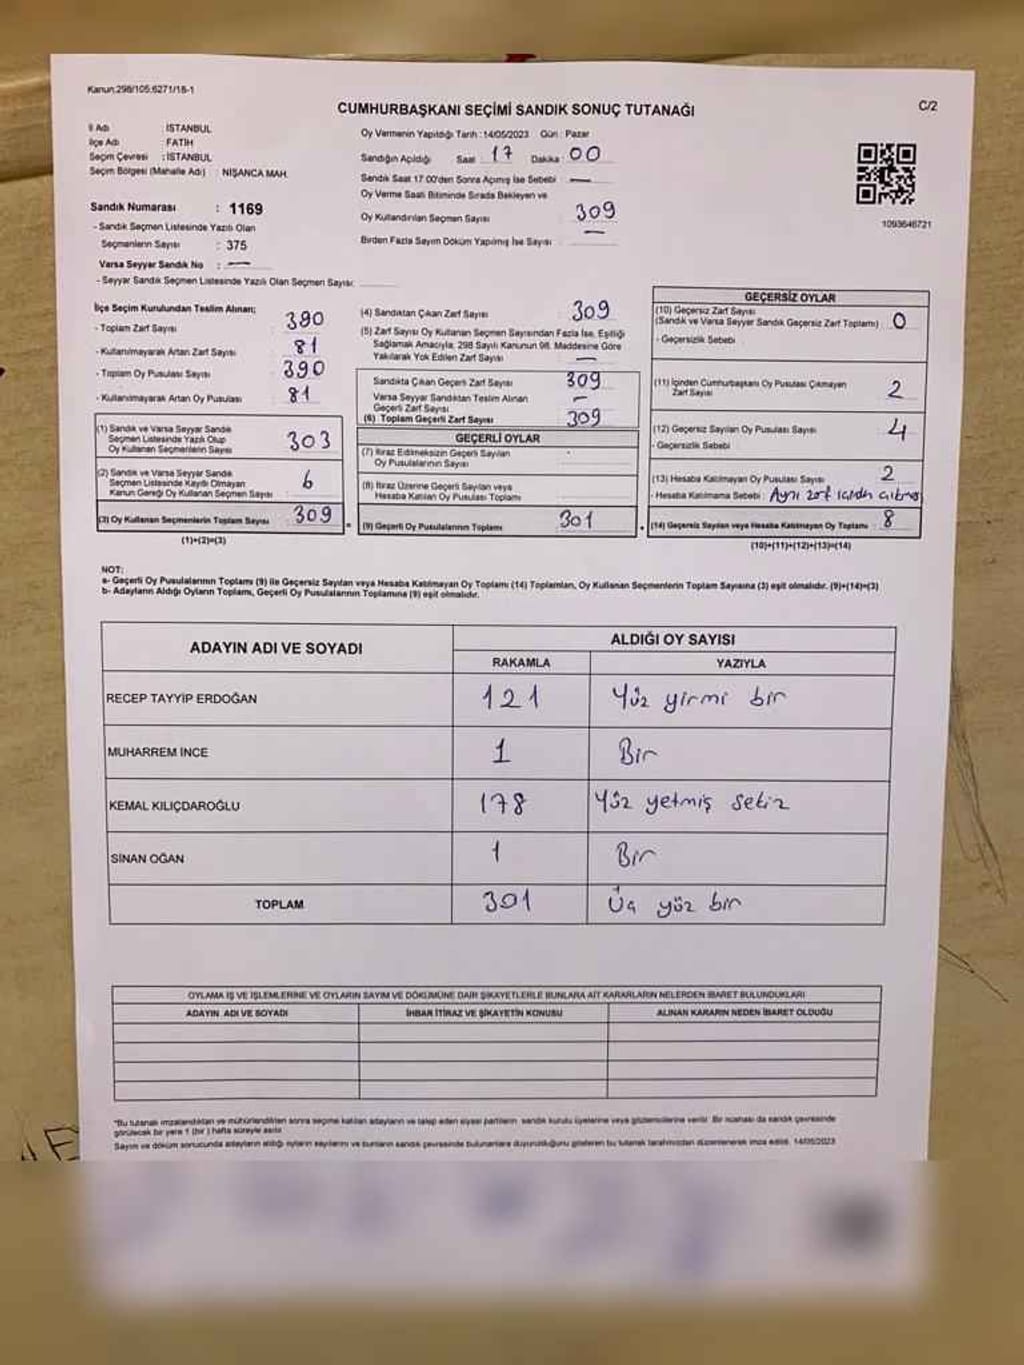 Kanun:298/105;6271/18-1
C/2
CUMHURBAŞKANI SEÇİMİ SANDIK SONUÇ TUTANAĞI
İl Adı : İSTANBUL
İlçe Adı : FATİH
Seçim Çevresi : İSTANBUL
Seçim Bölgesi (Mahalle Adı) : NİŞANCA MAH.
Sandık Numarası : 1169
- Sandık Seçmen Listesinde Yazılı Olan
Seçmenlerin Sayısı : 375
Varsa Seyyar Sandık No : —
- Seyyar Sandık Seçmen Listesinde Yazılı Olan Seçmen Sayısı:
Oy Vermenin Yapıldığı Tarih : 14/05/2023 Gün : Pazar
Sandığın Açıldığı Saat : 17 Dakika : 00
Sandık Saat 17.00'den Sonra Açımış İse Sebebi : —
Oy Verme Saati Bitiminde Sırada Bekleyen ve
Oy Kullandırılan Seçmen Sayısı 309
Birden Fazla Sayım Döküm Yapılmış İse Sayısı : —
1093646721
İlçe Seçim Kurulundan Teslim Alınan;
- Toplam Zarf Sayısı : 390
- Kullanılmayarak Artan Zarf Sayısı : 81
- Toplam Oy Pusulası Sayısı : 390
- Kullanılmayarak Artan Oy Pusulası : 81
(1) Sandık ve Varsa Seyyar Sandık
Seçmen Listesinde Yazılı Olup
Oy Kullanan Seçmenlerin Sayısı 303
(2) Sandık ve Varsa Seyyar Sandık
Seçmen Listesinde Kaydı Olmayan
Kanun Gereği Oy Kullanan Seçmen Sayısı 6
(3) Oy Kullanan Seçmenlerin Toplam Sayısı 309
(1)+(2)=(3)
(4) Sandıktan Çıkan Zarf Sayısı 309
(5) Zarf Sayısı Oy Kullanan Seçmen Sayısından Fazla İse, Eşitliği
Sağlamak Amacıyla, 298 Sayılı Kanunun 98. Maddesine Göre
Yakılarak Yok Edilen Zarf Sayısı —
Sandıkta Çıkan Geçerli Zarf Sayısı 309
Varsa Seyyar Sandıktan Teslim Alınan
Geçerli Zarf Sayısı —
(6) Toplam Geçerli Zarf Sayısı 309
GEÇERLİ OYLAR
(7) İtiraz Edilmeksizin Geçerli Sayılan
Oy Pusulalarının Sayısı
(8) İtiraz Üzerine Geçerli Sayılan veya
Hesaba Katılan Oy Pusulası Toplamı
(9) Geçerli Oy Pusulalarının Toplamı 301
GEÇERSİZ OYLAR
(10) Geçersiz Zarf Sayısı
(Sandık ve Varsa Seyyar Sandık Geçersiz Zarf Toplamı) 0
- Geçersizlik Sebebi
(11) İçinden Cumhurbaşkanı Oy Pusulası Çıkmayan
Zarf Sayısı 2
(12) Geçersiz Sayılan Oy Pusulası Sayısı 4
- Geçersizlik Sebebi
(13) Hesaba Katılmayan Oy Pusulası Sayısı 2
- Hesaba Katılmama Sebebi : Aynı zarf içinden çıkması
(14) Geçersiz Sayılan veya Hesaba Katılmayan Oy Toplamı 8
(10)+(11)+(12)+(13)=(14)
NOT:
a- Geçerli Oy Pusulalarının Toplamı (9) ile Geçersiz Sayılan veya Hesaba Katılmayan Oy Toplamı (14) Toplamları, Oy Kullanan Seçmenlerin Toplam Sayısına (3) eşit olmalıdır. (9)+(14)=(3)
b- Adayların Aldığı Oyların Toplamı, Geçerli Oy Pusulalarının Toplamına (9) eşit olmalıdır.
ADAYIN ADI VE SOYADI
ALDIĞI OY SAYISI
RAKAMLA YAZIYLA
RECEP TAYYİP ERDOĞAN 121 Yüz yirmi bir
MUHARREM İNCE 1 Bir
KEMAL KILIÇDAROĞLU 178 Yüz yetmiş sekiz
SİNAN OĞAN 1 Bir
TOPLAM 301 Üç yüz bir
OYLAMA İŞ VE İŞLEMLERİNE VE OYLARIN SAYIM VE DÖKÜMÜNE DAİR ŞİKAYETLERLE BUNLARA AİT KARARLARIN NELERDEN İBARET BULUNDUKLARI
ADAYIN ADI VE SOYADI İHBAR İTİRAZ VE ŞİKAYETİN KONUSU ALINAN KARARIN NEDEN İBARET OLDUĞU
*Bu tutanak imzalandıktan ve mühürlendikten sonra seçime katılan adayların ve talep eden siyasi partilerin sandık kurulu üyelerine veya gözlemcilerine verilir. Bir nüshası da sandık çevresinde
görülecek bir yere 1 (bir) hafta süreyle asılır.
Sayım ve döküm sonucunda adayların aldığı oyların sayılarını ve bunların sandık çevresinde bulunanlara duyurulduğunu gösteren bu tutanak tarafımızdan düzenlenerek imza edildi. 14/05/2023